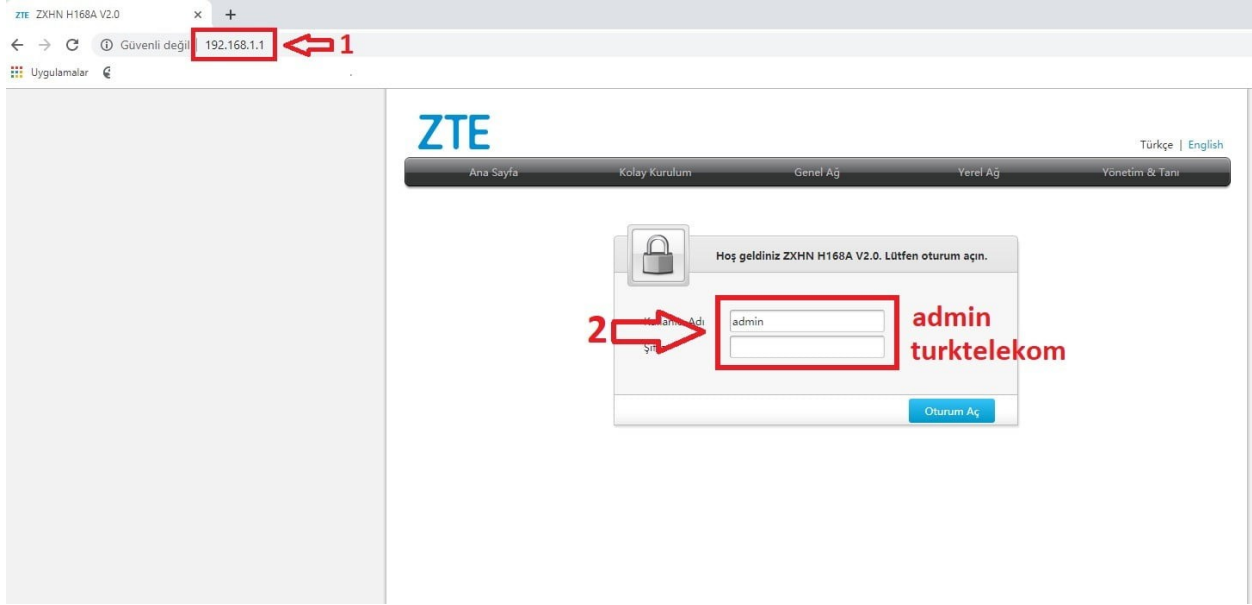 ZTE ZXHN H168A V2.0
Güvenli değil 192.168.1.1 1
Uygulamalar
ZTE
Türkçe | English
Ana Sayfa Kolay Kurulum Genel Ağ Yerel Ağ Yönetim & Tanı
Hoş geldiniz ZXHN H168A V2.0. Lütfen oturum açın.
2 Adı admin admin
turktelekom
Oturum Aç